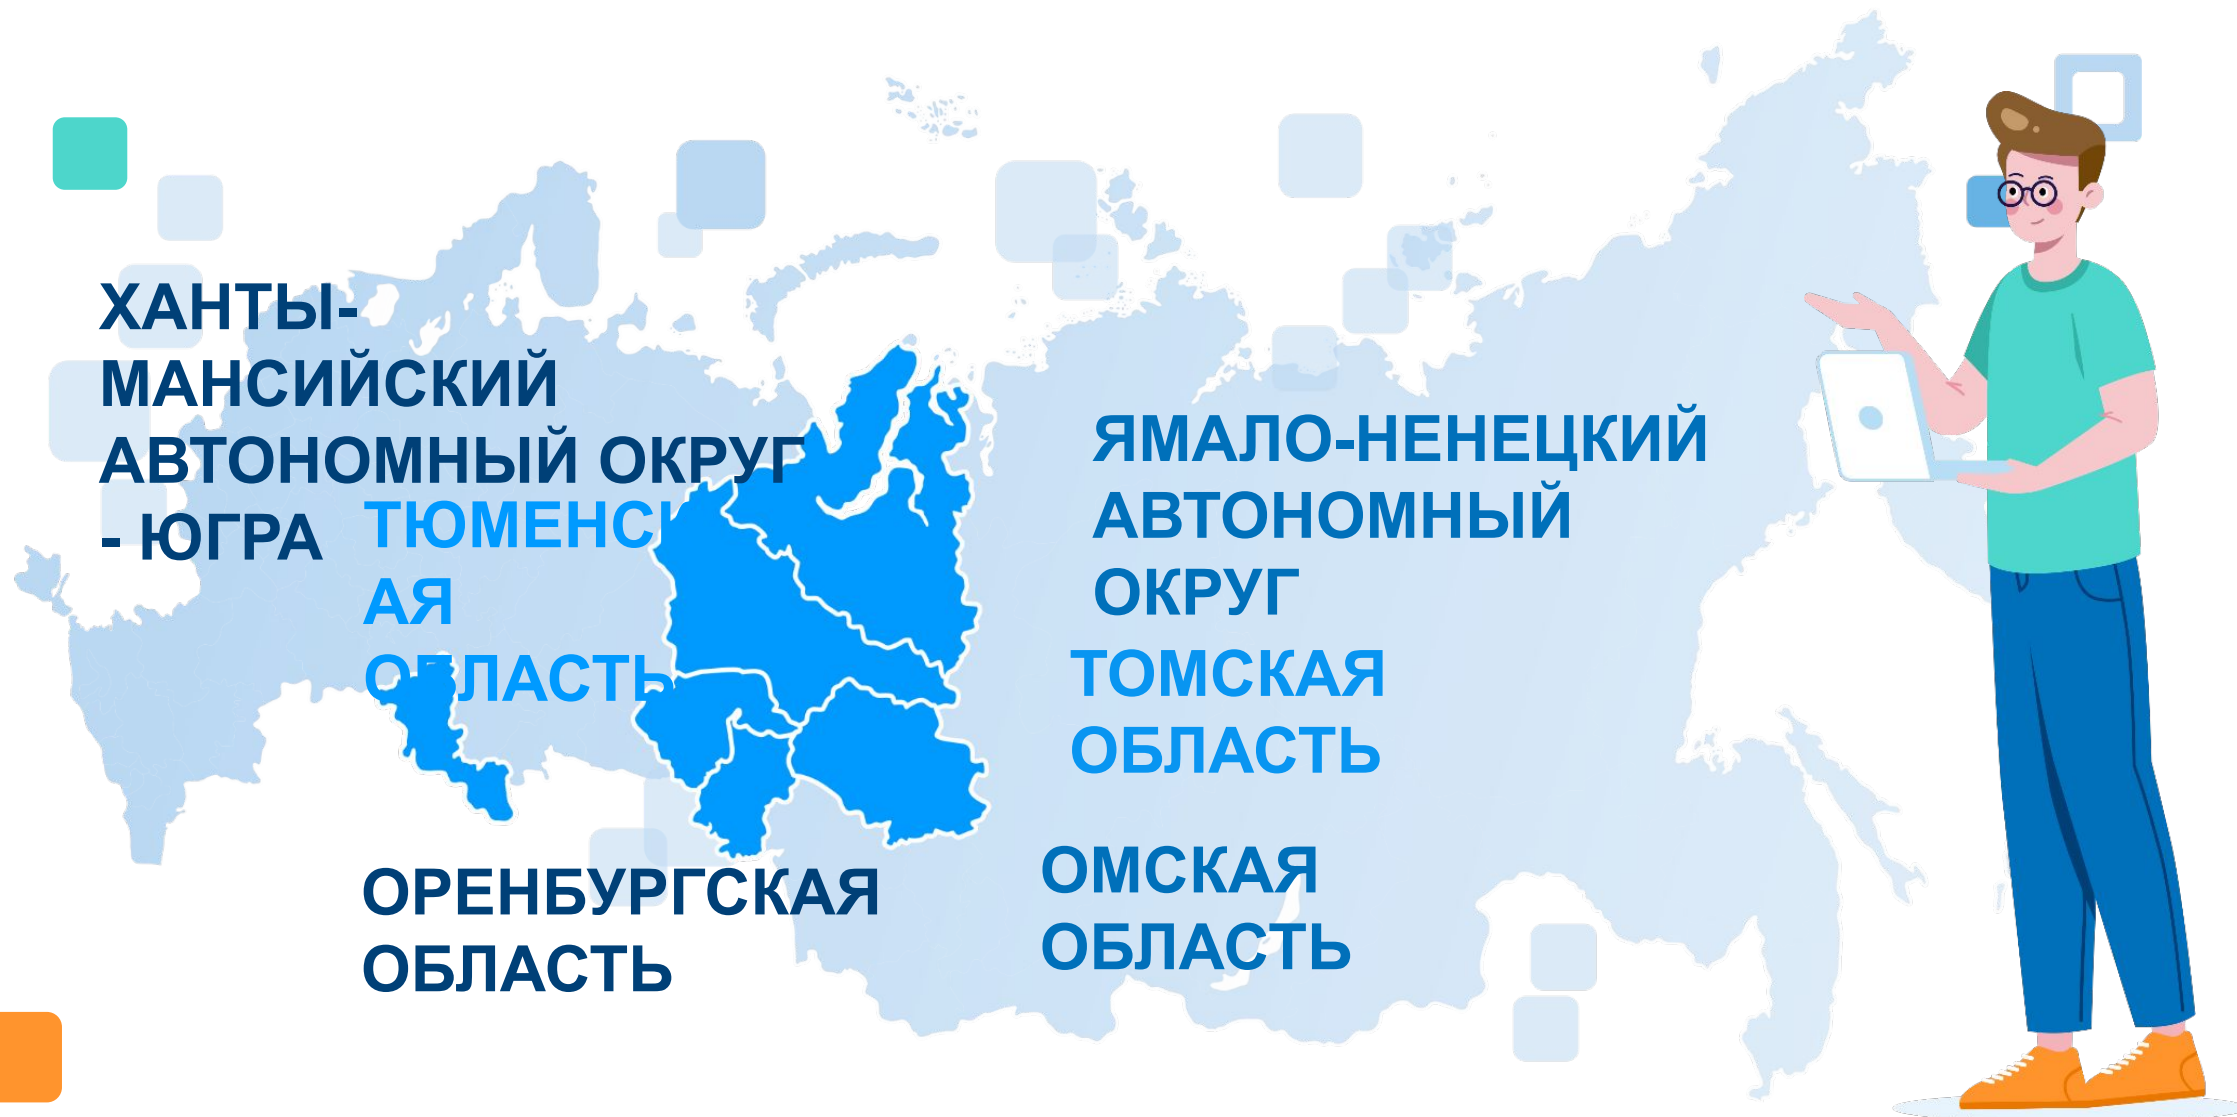 ХАНТЫ-
МАНСИЙСКИЙ
АВТОНОМНЫЙ ОКРУГ
- ЮГРА
ТЮМЕНСК
АЯ
ОБЛАСТЬ
ЯМАЛО-НЕНЕЦКИЙ
АВТОНОМНЫЙ
ОКРУГ
ТОМСКАЯ
ОБЛАСТЬ
ОРЕНБУРГСКАЯ
ОБЛАСТЬ
ОМСКАЯ
ОБЛАСТЬ